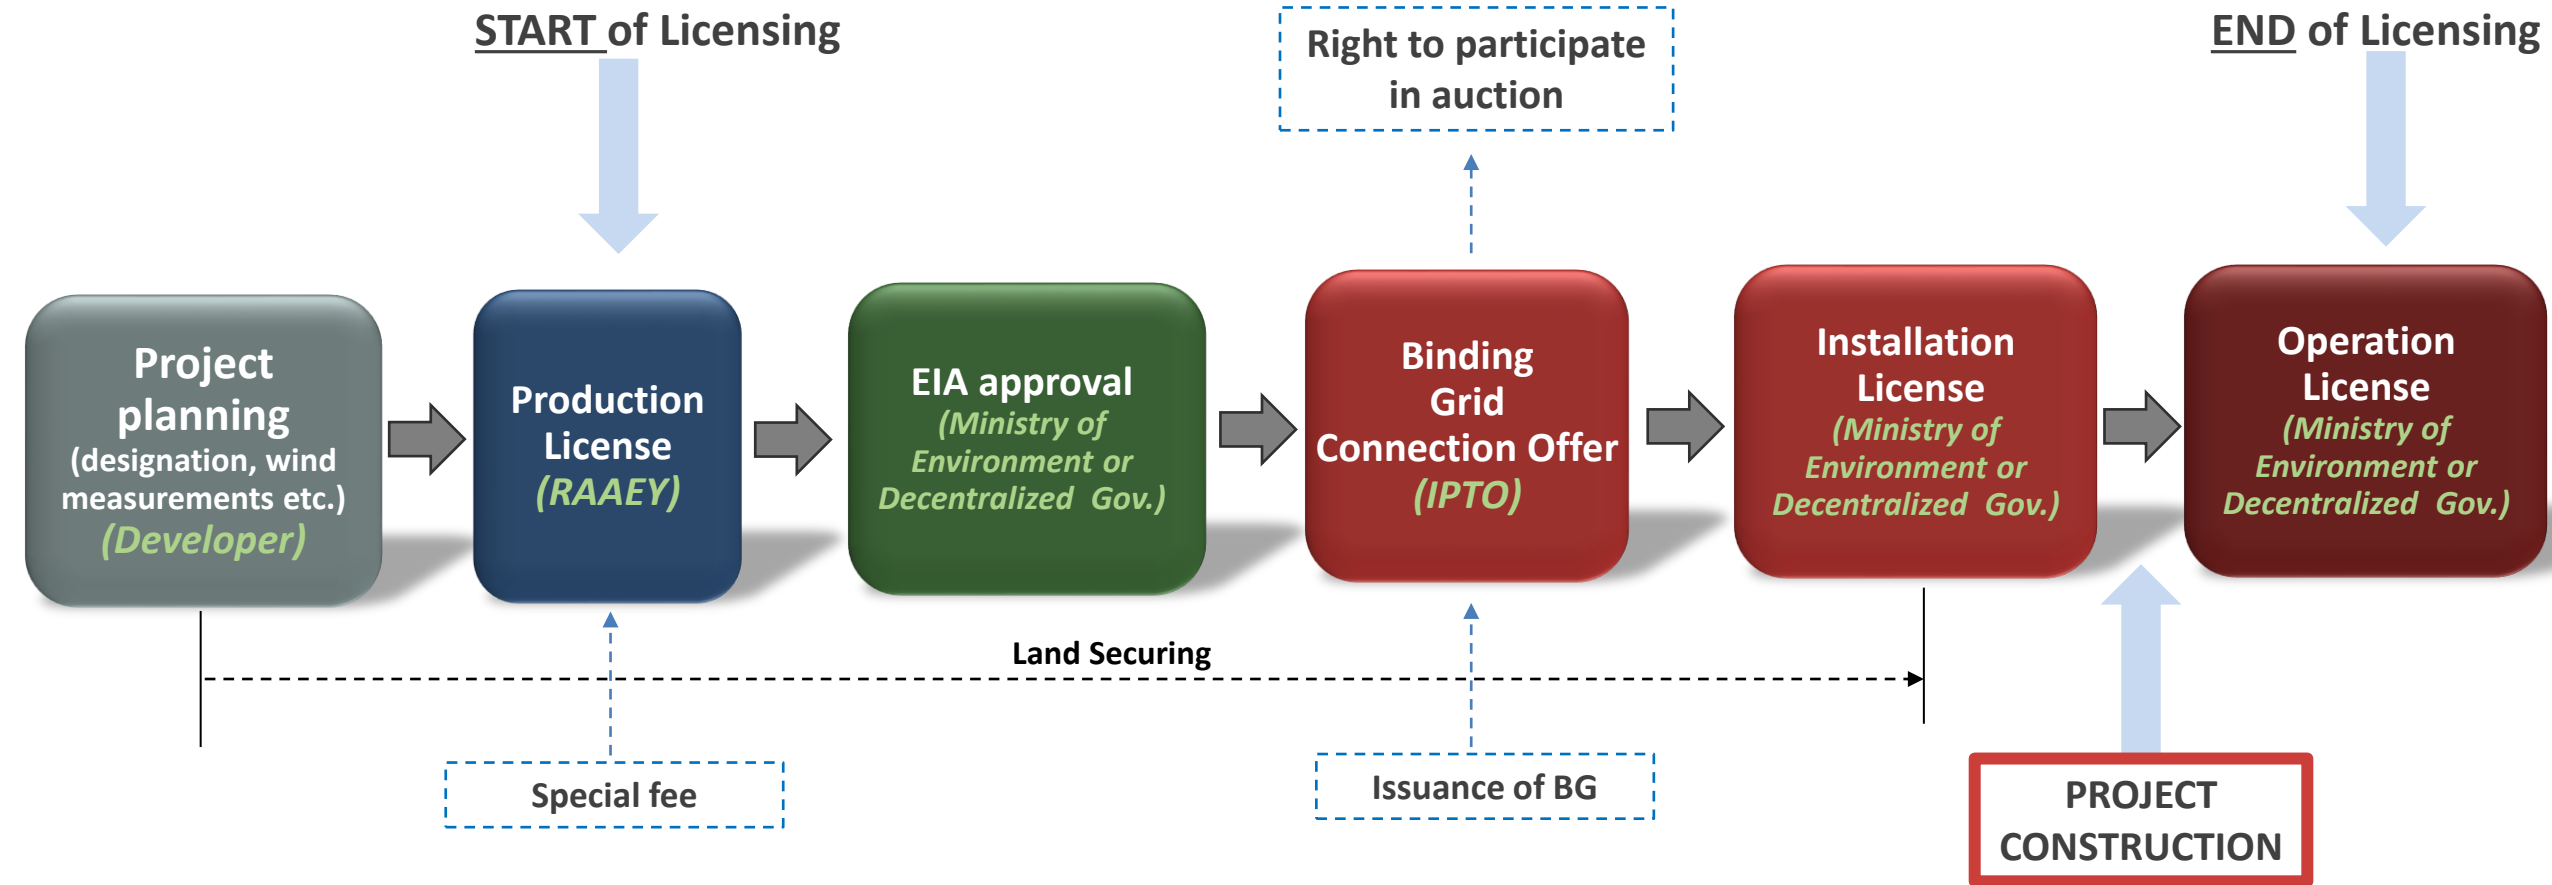 START of Licensing
Right to participate
in auction
END of Licensing
Project
planning
(designation, wind
measurements etc.)
(Developer)
Production
License
(RAAEY)
EIA approval
(Ministry of
Environment or
Decentralized Gov.)
Binding
Grid
Connection Offer
(IPTO)
Installation
License
(Ministry of
Environment or
Decentralized Gov.)
Operation
License
(Ministry of
Environment or
Decentralized Gov.)
Land Securing
Special fee
Issuance of BG
PROJECT
CONSTRUCTION